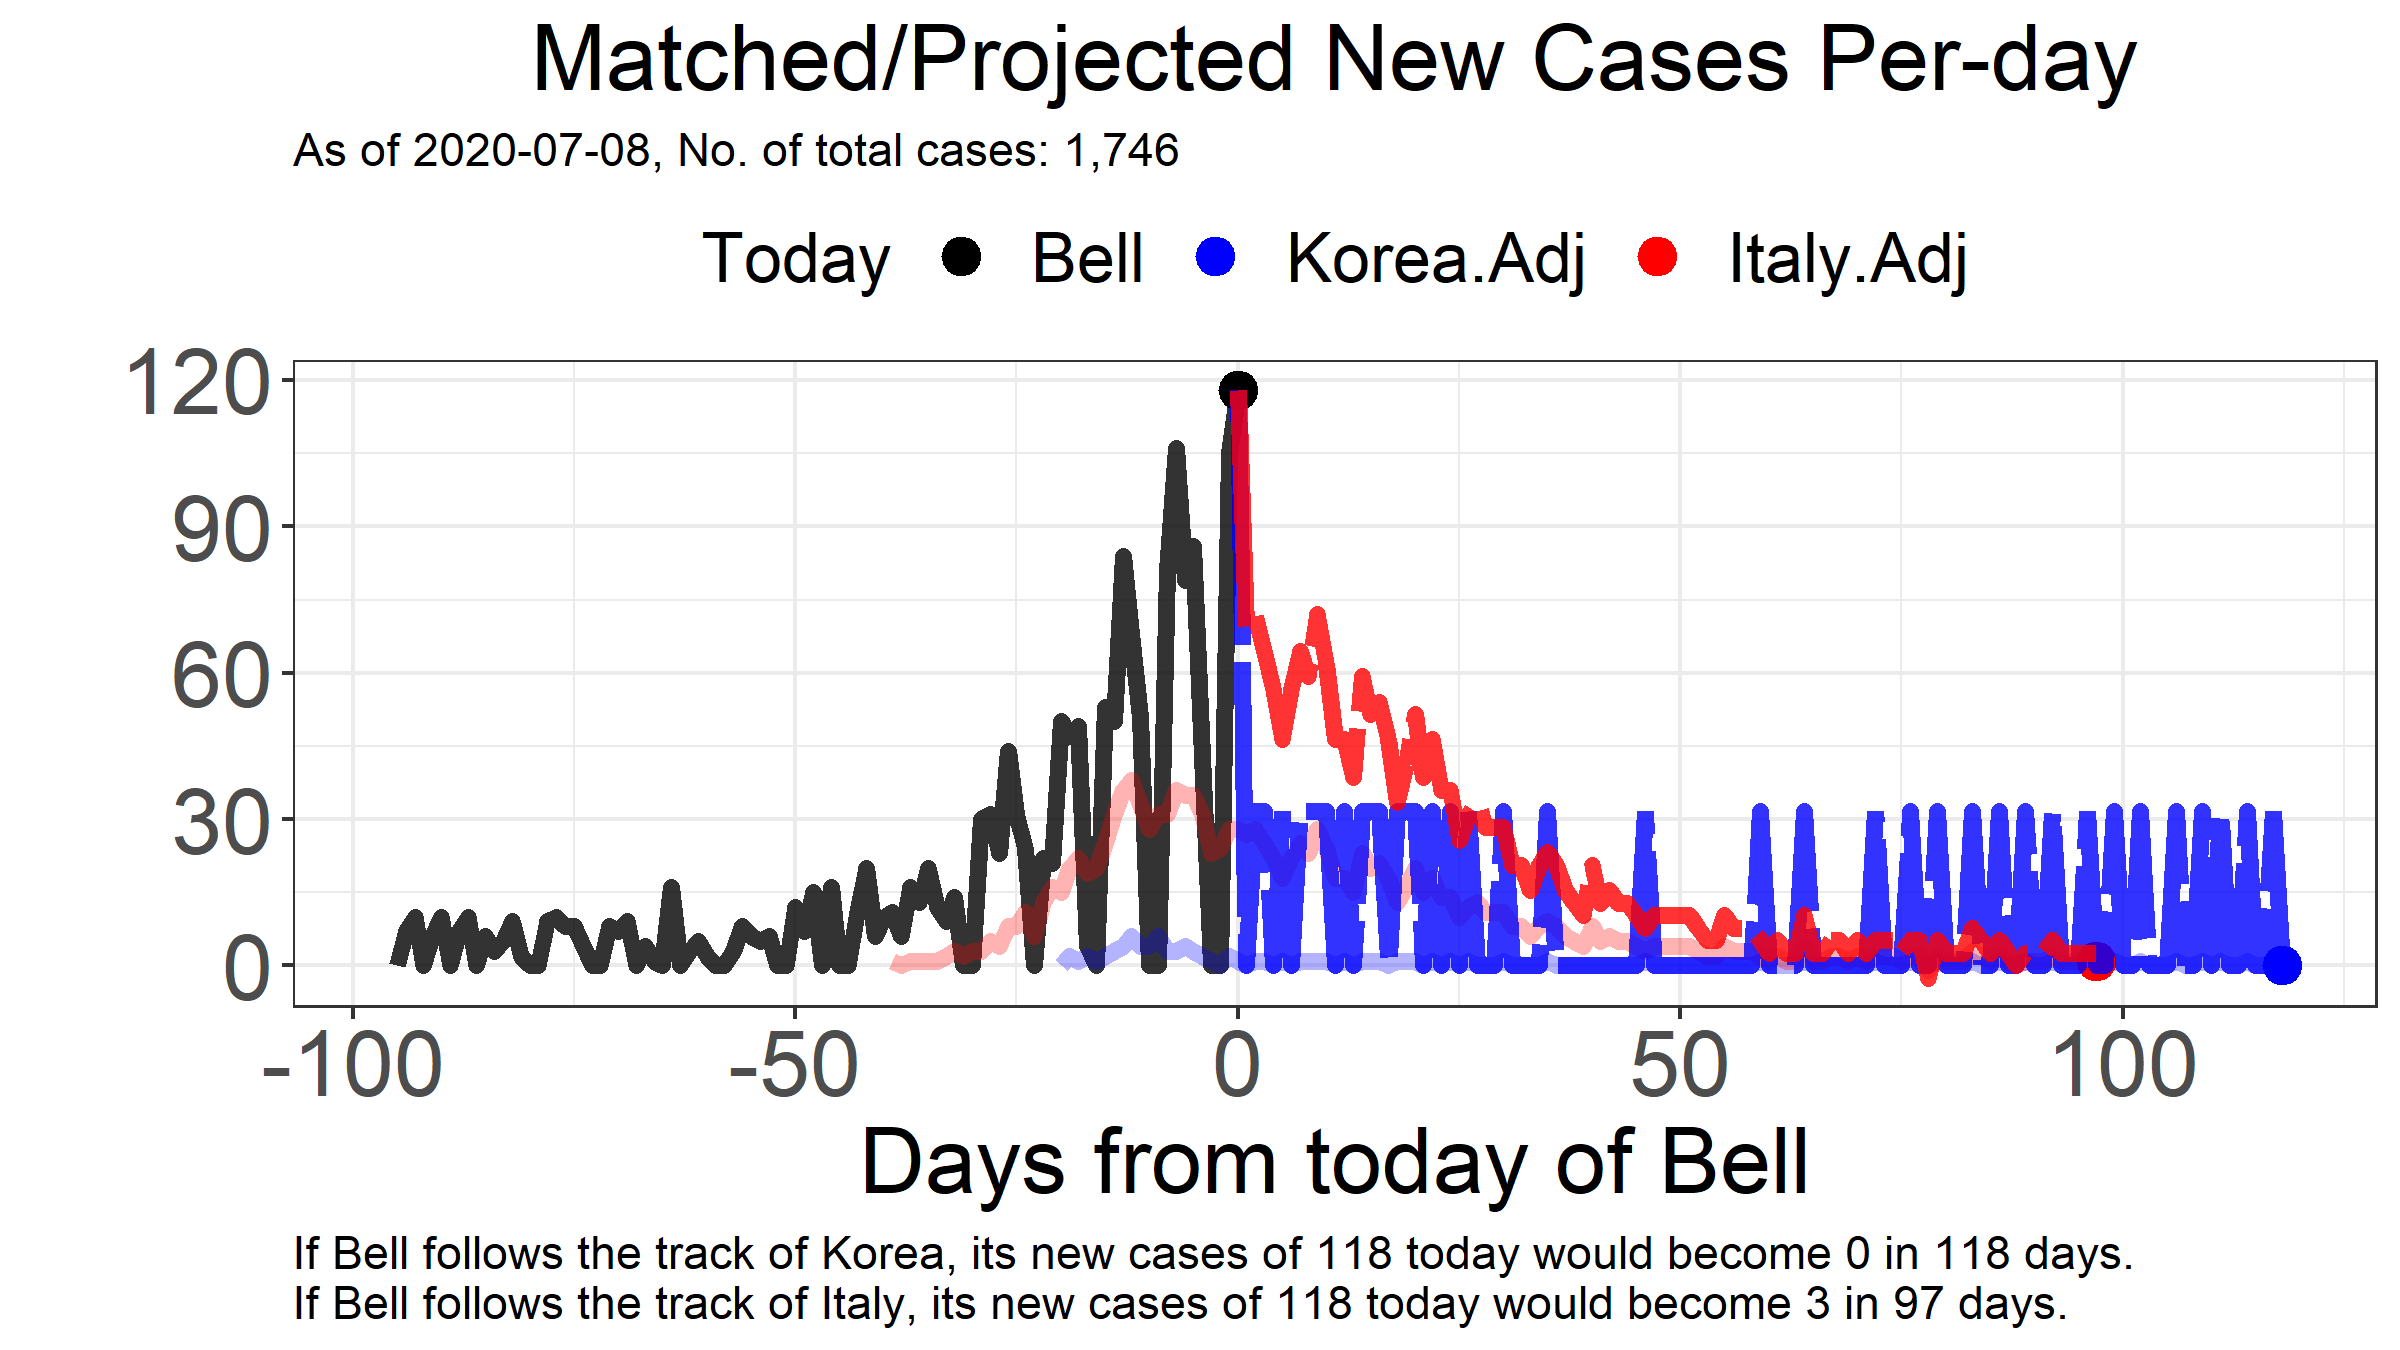 Matched/Projected New Cases Per-day
As of 2020-07-08, No. of total cases: 1,746
Today Bell Korea.Adj Italy.Adj
120
90
60
30
0
-100 -50 0 50 100
Days from today of Bell
If Bell follows the track of Korea, its new cases of 118 today would become 0 in 118 days.
If Bell follows the track of Italy, its new cases of 118 today would become 3 in 97 days.